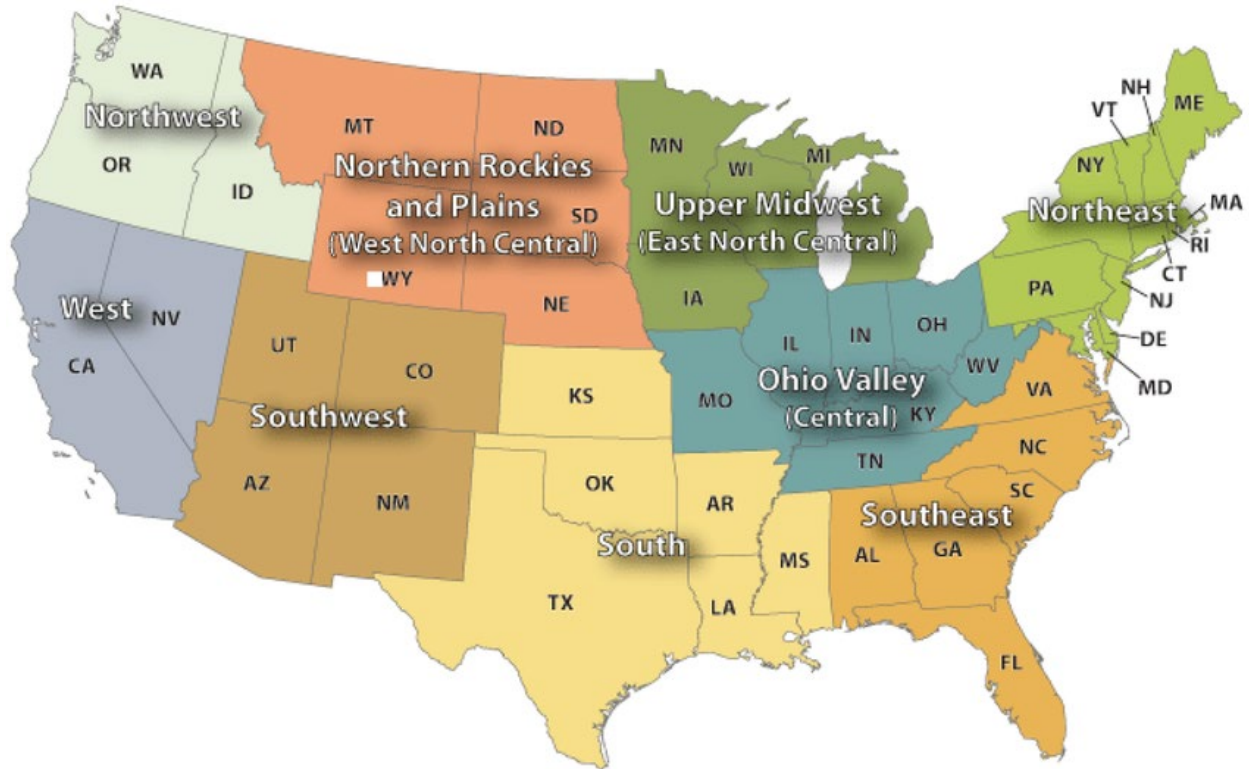 WA
Northwest
OR
ID
MT
ND
Northern Rockies
and Plains
(West North Central)
SD
WY
NE
MN
WI
MI
Upper Midwest
(East North Central)
IA
NH
VT
ME
NY
Northeast
MA
RI
CT
NJ
PA
DE
MD
West
NV
CA
UT
CO
Southwest
AZ
NM
KS
OK
AR
South
TX
LA
MS
IL
IN
OH
WV
Ohio Valley
(Central)
MO
KY
TN
VA
NC
SC
Southeast
AL
GA
FL